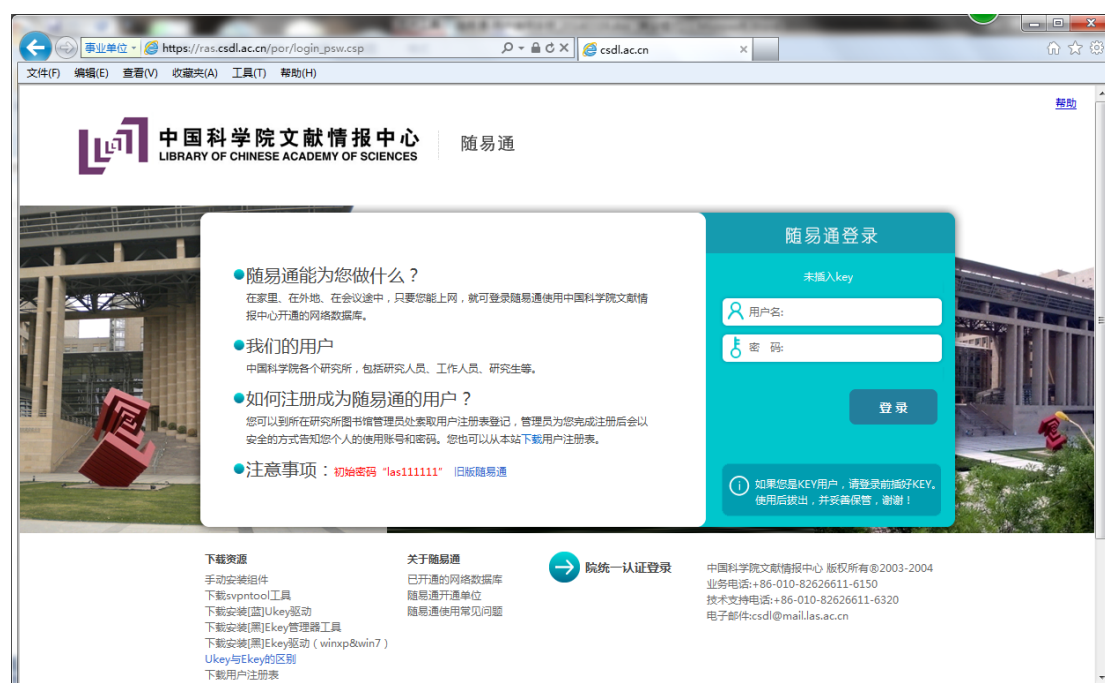 事业单位
https://ras.csdl.ac.cn/por/login_psw.csp
csdl.ac.cn
文件(F) 编辑(E) 查看(V) 收藏夹(A) 工具(T) 帮助(H)
帮助
中国科学院文献情报中心
LIBRARY OF CHINESE ACADEMY OF SCIENCES
随易通
●随易通能为您做什么？
在家里、在外地、在会议途中，只要您能上网，就可登录随易通使用中国科学院文献情
报中心开通的网络数据库。
●我们的用户
中国科学院各个研究所，包括研究人员、工作人员、研究生等。
●如何注册成为随易通的用户？
您可以到所在研究所图书馆管理员处索取用户注册表登记，管理员为您完成注册后会以
安全的方式告知您个人的使用账号和密码。您也可以从本站下载用户注册表。
●注意事项：初始密码“las111111” 旧版随易通
随易通登录
未插入key
用户名:
密 码:
登录
如果您是KEY用户，请登录前插好KEY。
使用后拔出，并妥善保管，谢谢！
下载资源
手动安装组件
下载svpntool工具
下载安装[蓝]Ukey驱动
下载安装[黑]Ekey管理器工具
下载安装[黑]Ekey驱动（winxp&win7）
Ukey与Ekey的区别
下载用户注册表
关于随易通
已开通的网络数据库
随易通开通单位
随易通使用常见问题
院统一认证登录
中国科学院文献情报中心 版权所有®2003-2004
业务电话:+86-010-82626611-6150
技术支持电话:+86-010-82626611-6320
电子邮件:csdl@mail.las.ac.cn